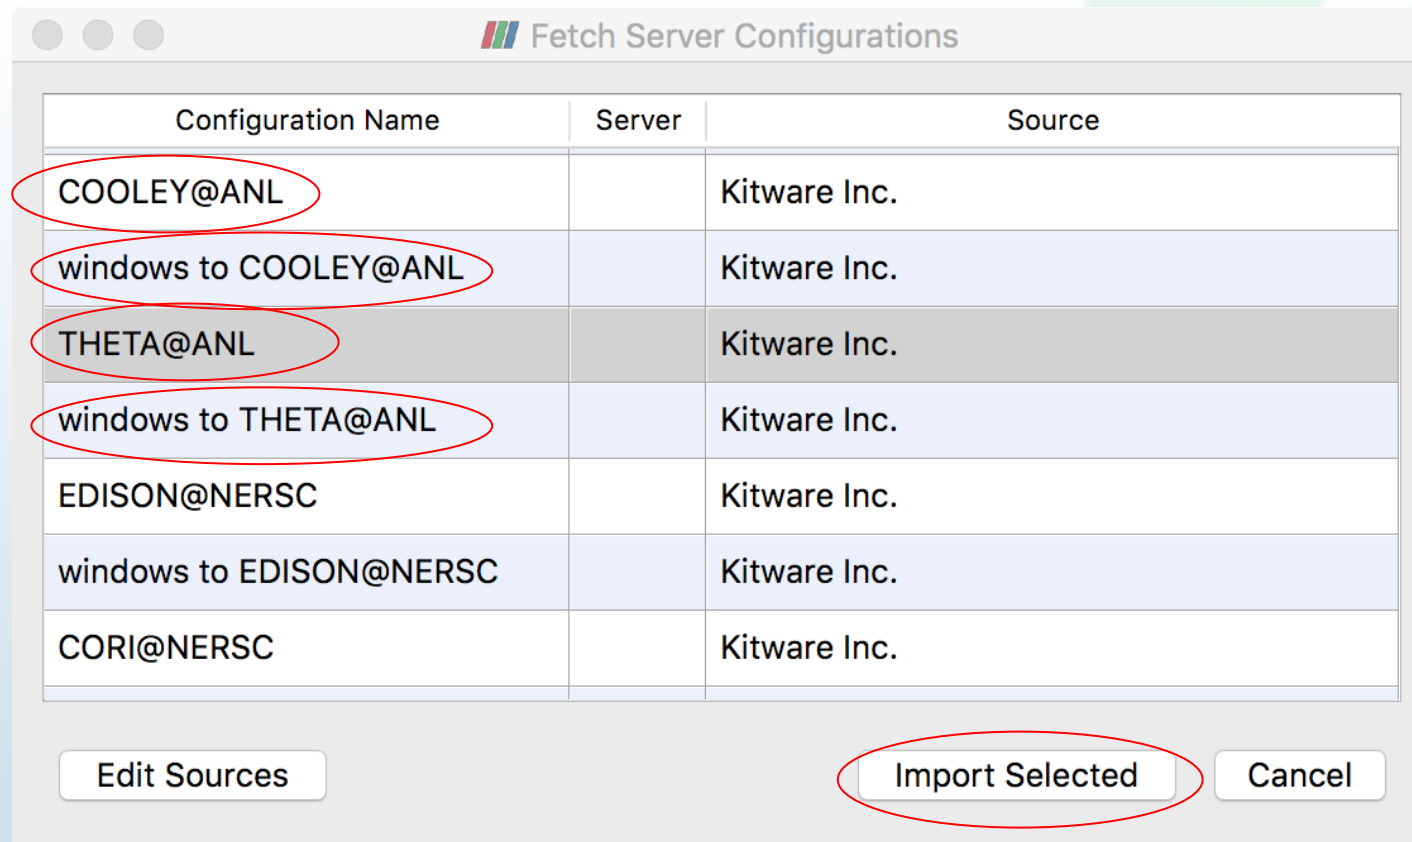 Fetch Server Configurations
Configuration Name Server Source
COOLEY@ANL Kitware Inc.
windows to COOLEY@ANL Kitware Inc.
THETA@ANL Kitware Inc.
windows to THETA@ANL Kitware Inc.
EDISON@NERSC Kitware Inc.
windows to EDISON@NERSC Kitware Inc.
CORI@NERSC Kitware Inc.
Edit Sources Import Selected Cancel